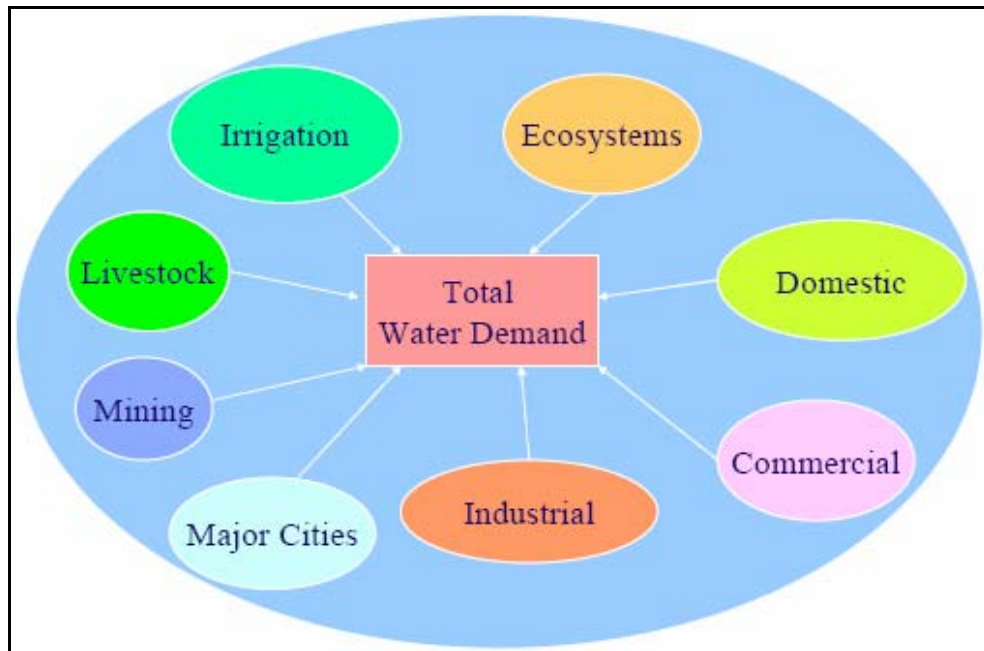 Irrigation
Ecosystems
Livestock
Total
Water Demand
Domestic
Mining
Commercial
Major Cities
Industrial